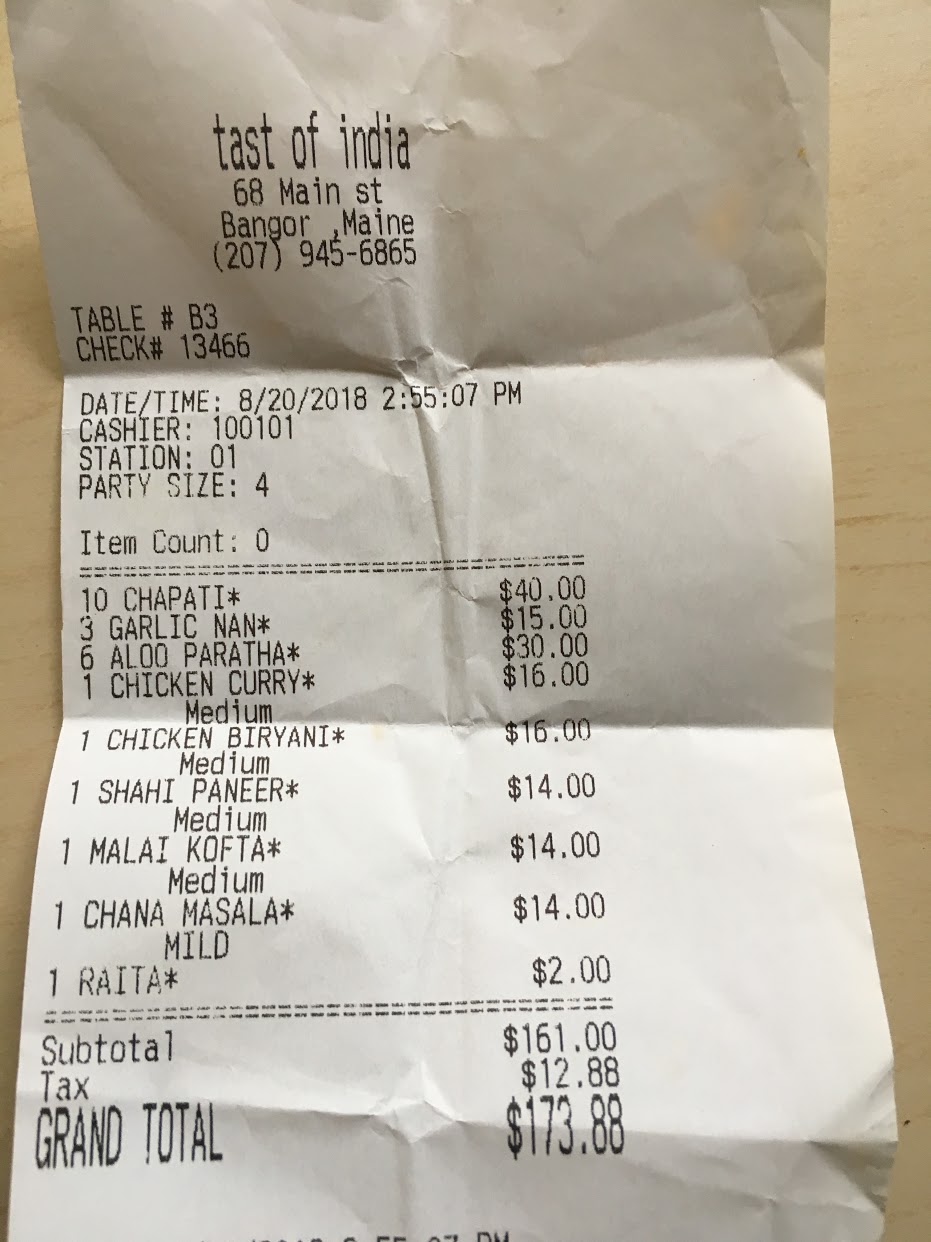 tast of india
68 Main st
Bangor ,Maine
(207) 945-6865
TABLE # B3
CHECK# 13466
DATE/TIME: 8/20/2018 2:55:07 PM
CASHIER: 100101
STATION: 01
PARTY SIZE: 4
Item Count: 0
10 CHAPATI* $40.00
3 GARLIC NAN* $15.00
6 ALOO PARATHA* $30.00
1 CHICKEN CURRY* $16.00
Medium
1 CHICKEN BIRYANI* $16.00
Medium
1 SHAHI PANEER* $14.00
Medium
1 MALAI KOFTA* $14.00
Medium
1 CHANA MASALA* $14.00
MILD
1 RAITA* $2.00
Subtotal $161.00
Tax $12.88
GRAND TOTAL $173.88